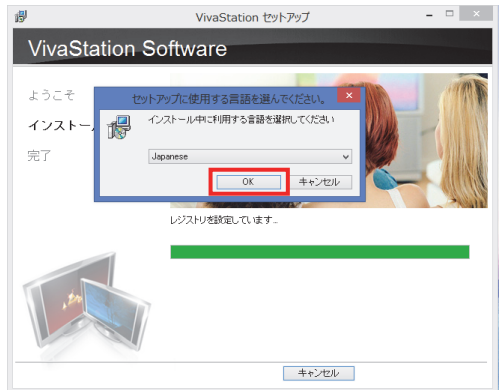 VivaStation セットアップ
VivaStation Software
ようこそ
インストー
完了
セットアップに使用する言語を選んでください。
インストール中に利用する言語を選択してください
Japanese
OK
キャンセル
レジストリを設定しています...
キャンセル